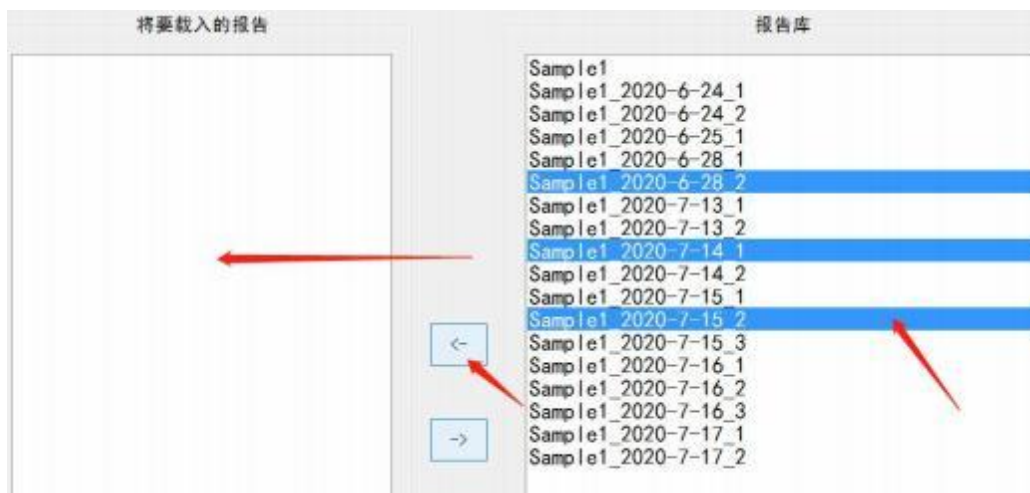 将要载入的报告
报告库
Sample1
Sample1_2020-6-24_1
Sample1_2020-6-24_2
Sample1_2020-6-25_1
Sample1_2020-6-28_1
Sample1_2020-6-28_2
Sample1_2020-7-13_1
Sample1_2020-7-13_2
Sample1_2020-7-14_1
Sample1_2020-7-14_2
Sample1_2020-7-15_1
Sample1_2020-7-15_2
Sample1_2020-7-15_3
Sample1_2020-7-16_1
Sample1_2020-7-16_2
Sample1_2020-7-16_3
Sample1_2020-7-17_1
Sample1_2020-7-17_2
<-
->